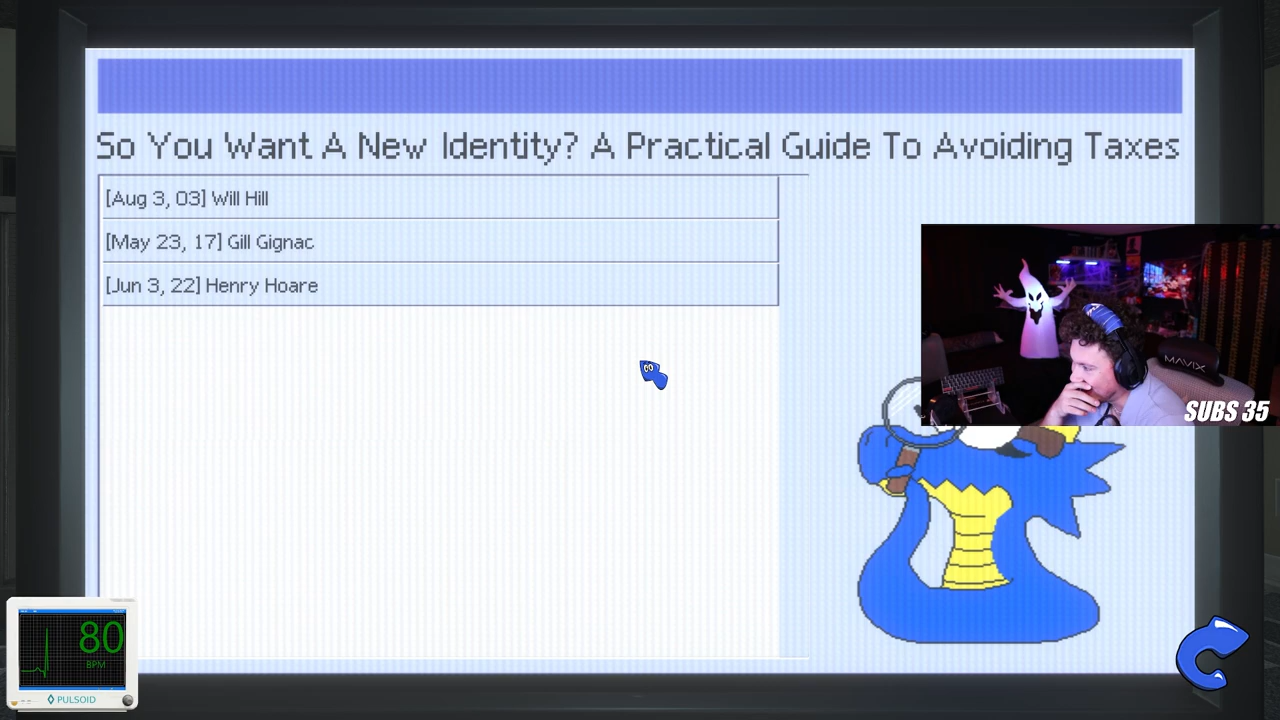 So You Want A New Identity? A Practical Guide To Avoiding Taxes
[Aug 3, 03] Will Hill
[May 23, 17] Gill Gignac
[Jun 3, 22] Henry Hoare
MAVIX
SUBS 35
80
BPM
PULSOID